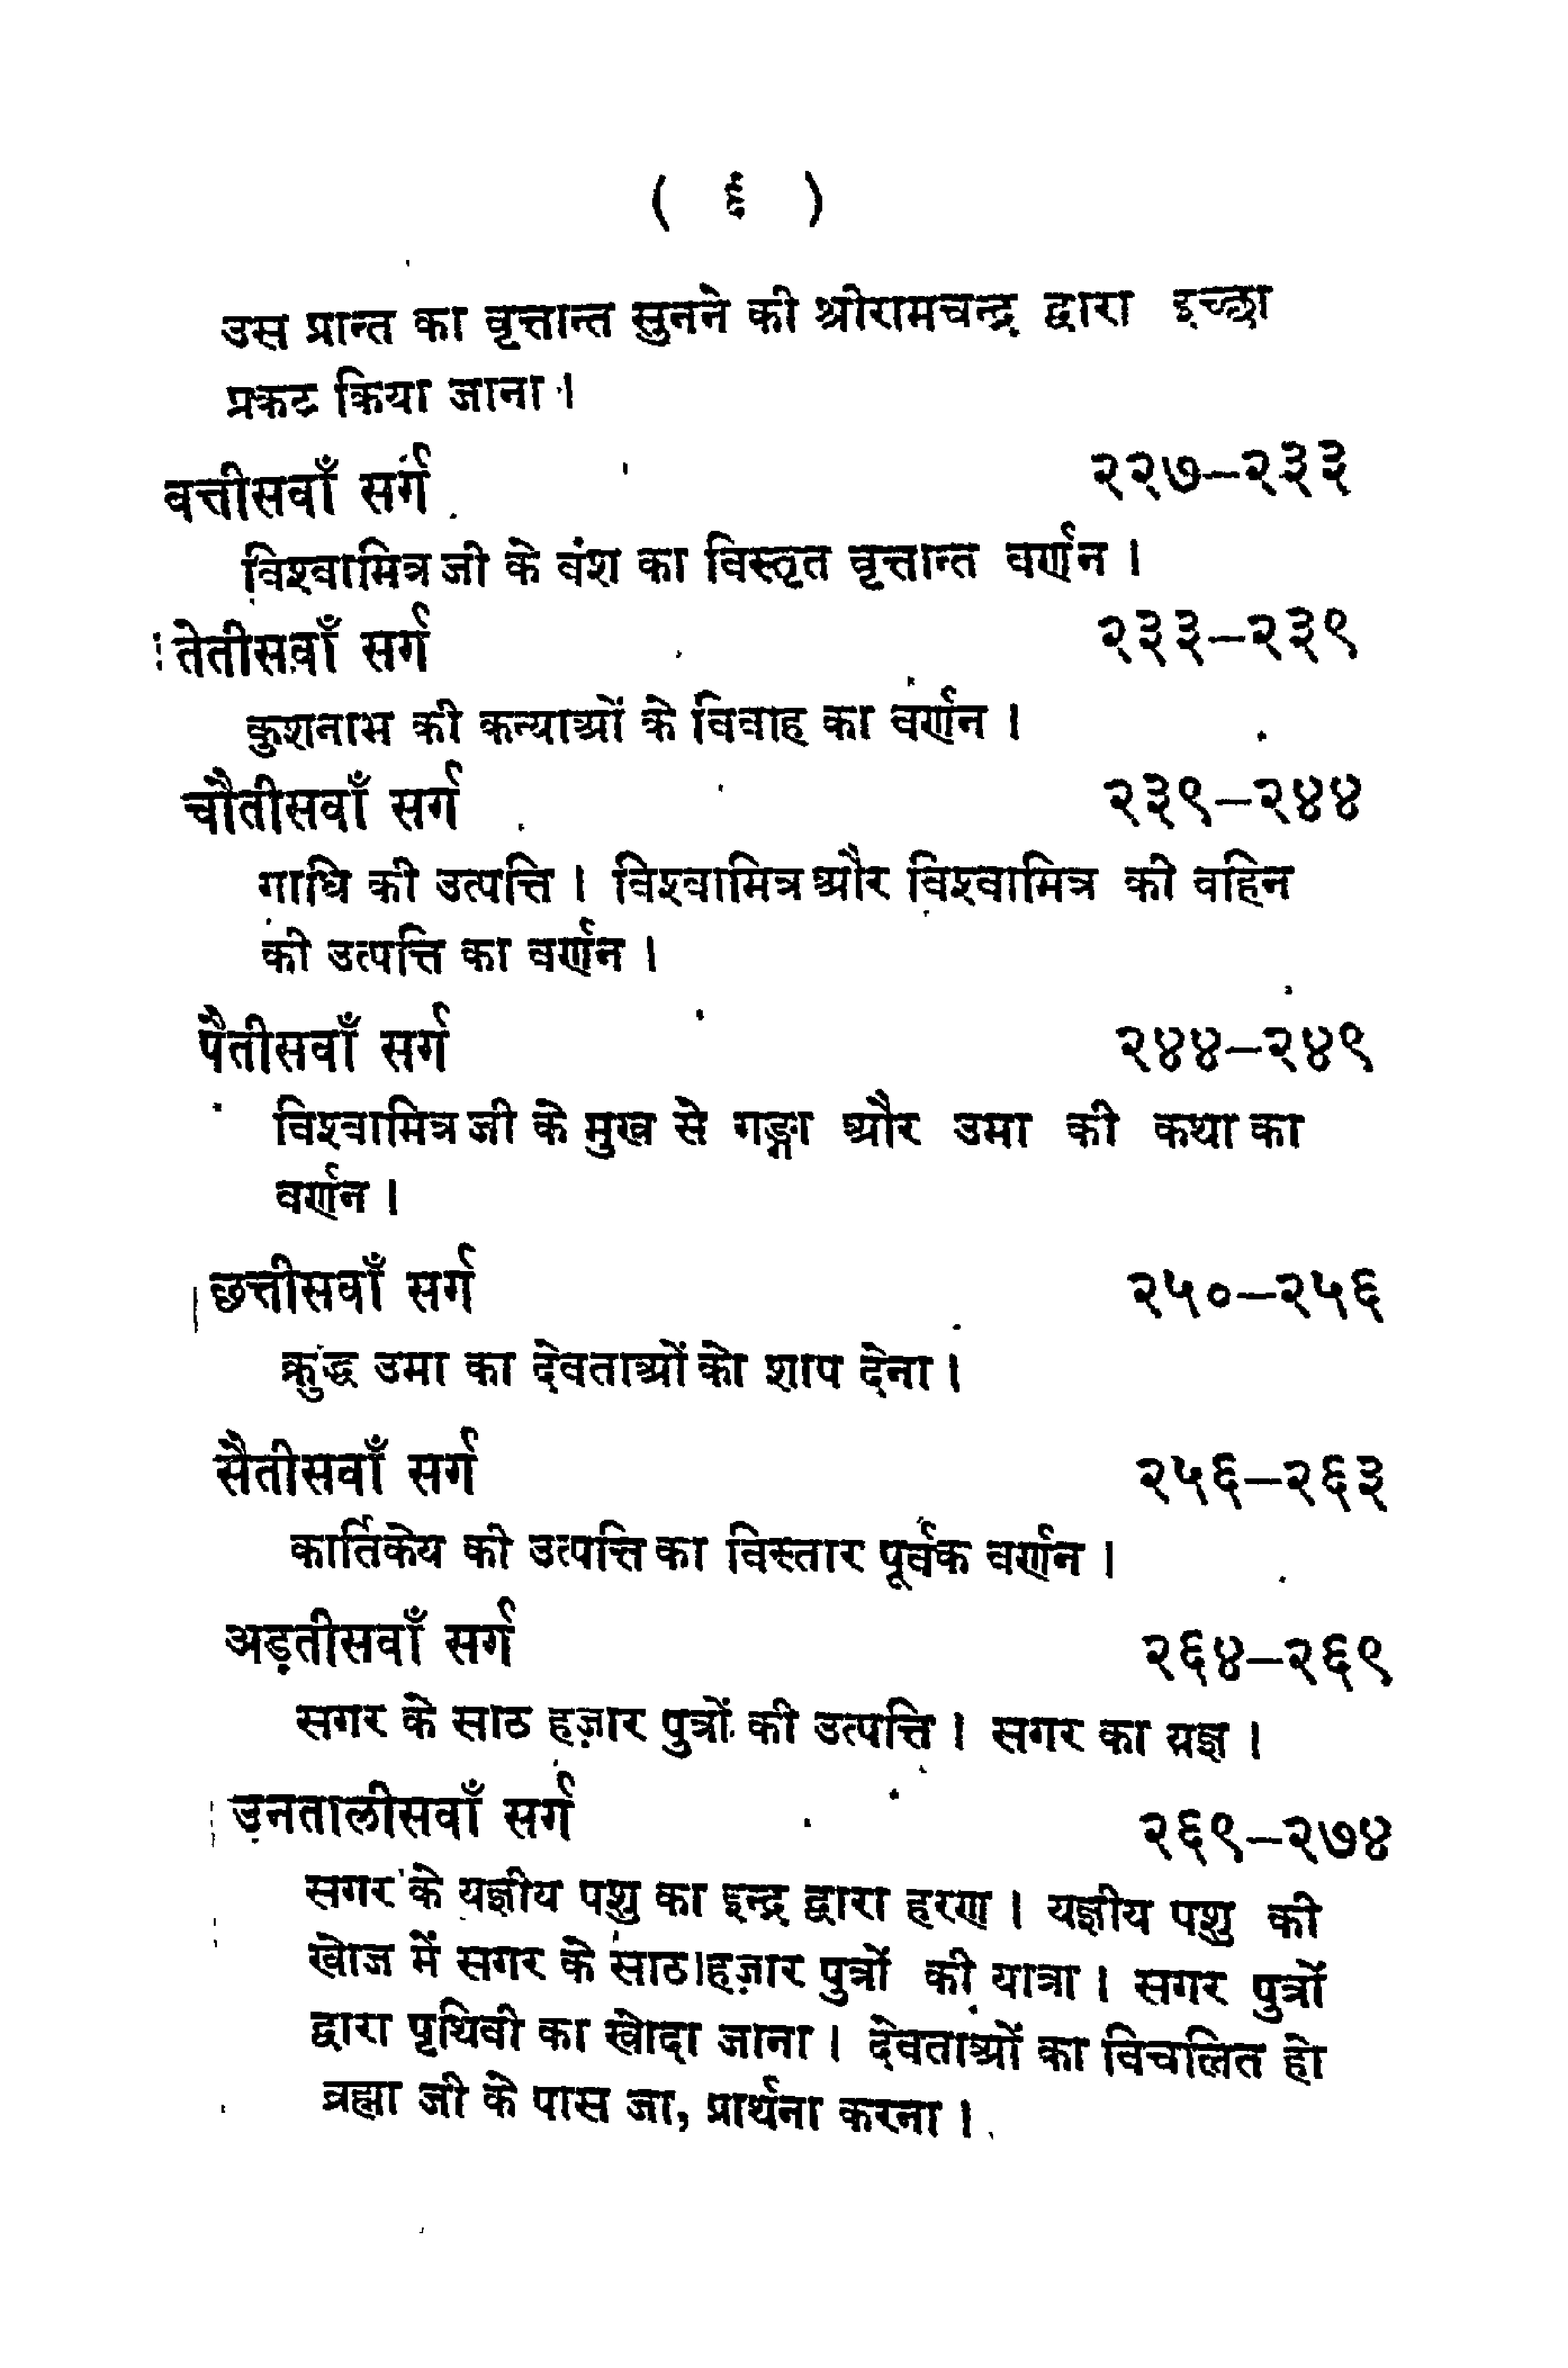 ( ६ )
उस प्रान्त का वृत्तान्त सुनने की श्रीरामचन्द्र द्वारा इच्छा
प्रकट किया जाना ।
वत्तीसवाँ सर्ग २२७–२३३
विश्वामित्र जी के वंश का विस्तृत वृत्तान्त वर्णन ।
तेतीसवाँ सर्ग २३३–२३९
कुशनाभ की कन्याओं के विवाह का वर्णन ।
चौतीसवाँ सर्ग २३९–२४४
गाधि की उत्पत्ति । विश्वामित्र और विश्वामित्र की वहिन
की उत्पत्ति का वर्णन ।
पैतीसवाँ सर्ग २४४–२४९
विश्वामित्र जी के मुख से गङ्गा और उमा की कथा का
वर्णन ।
छत्तीसवाँ सर्ग २५०–२५६
क्रुद्ध उमा का देवताओं को शाप देना ।
सैतीसवाँ सर्ग २५६–२६३
कार्तिकेय की उत्पत्ति का विस्तार पूर्वक वर्णन ।
अड़तीसवाँ सर्ग २६४–२६९
सगर के साठ हज़ार पुत्रों की उत्पत्ति । सगर का यज्ञ ।
उनतालीसवाँ सर्ग २६९–२७४
सगर के यज्ञीय पशु का इन्द्र द्वारा हरण । यज्ञीय पशु की
खोज में सगर के साठ हज़ार पुत्रों की यात्रा । सगर पुत्रों
द्वारा पृथिवी का खोदा जाना । देवताओं का विचलित हो
ब्रह्मा जी के पास जा, प्रार्थना करना ।